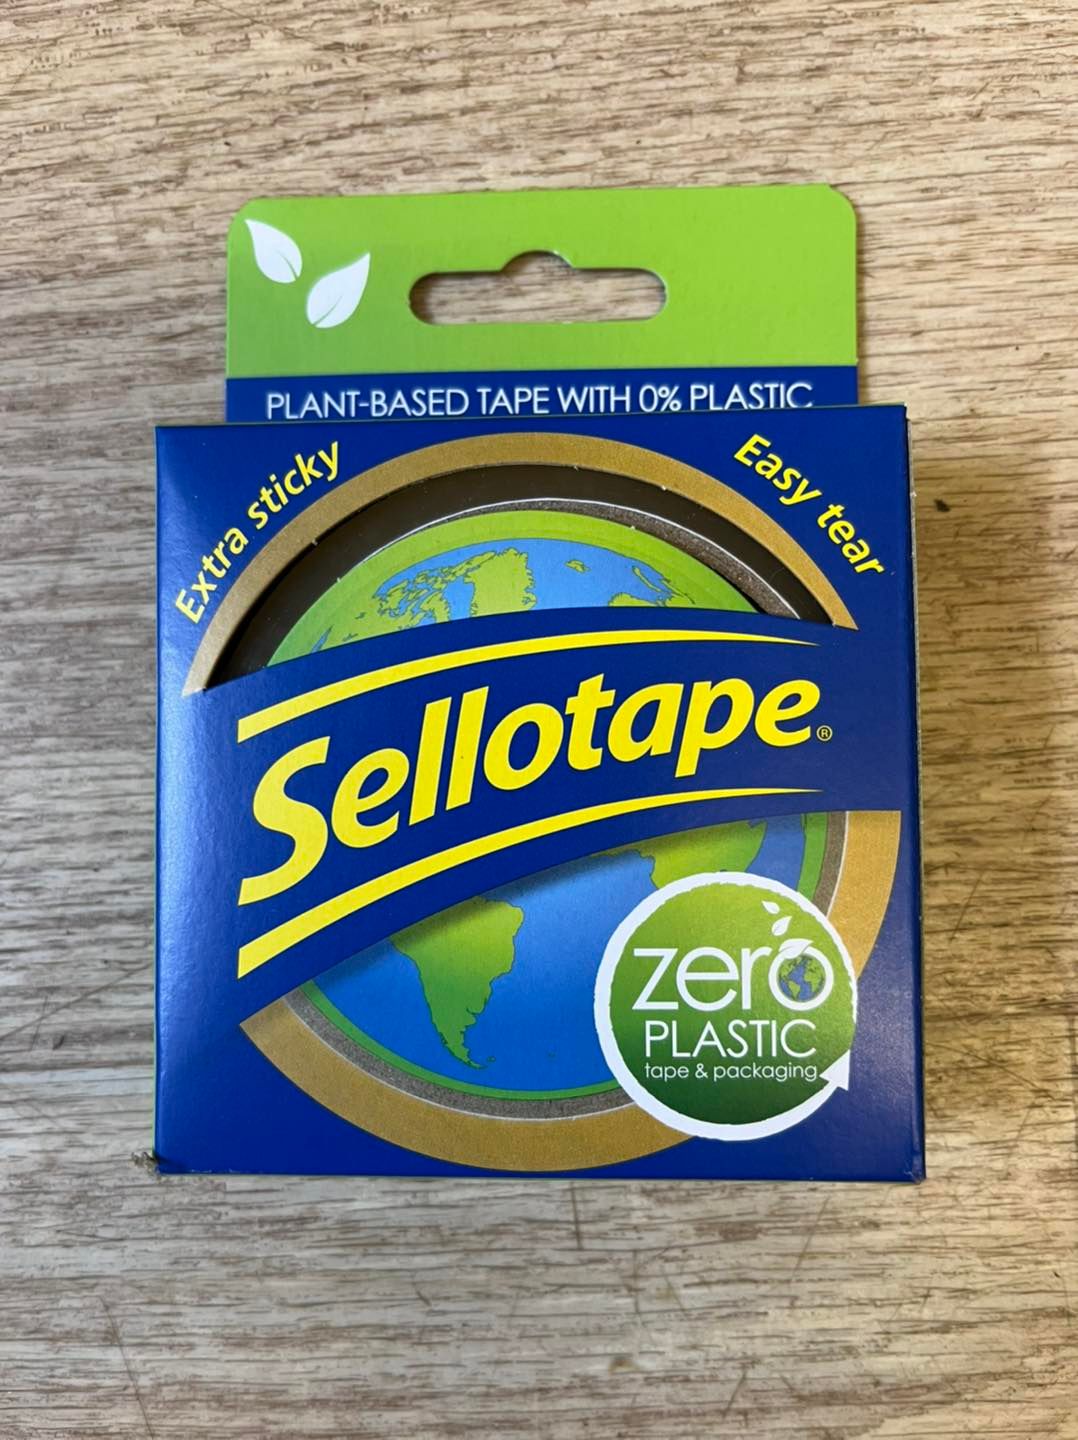 PLANT-BASED TAPE WITH 0% PLASTIC
Extra sticky
Easy tear
Sellotape®
zero
PLASTIC
tape & packaging